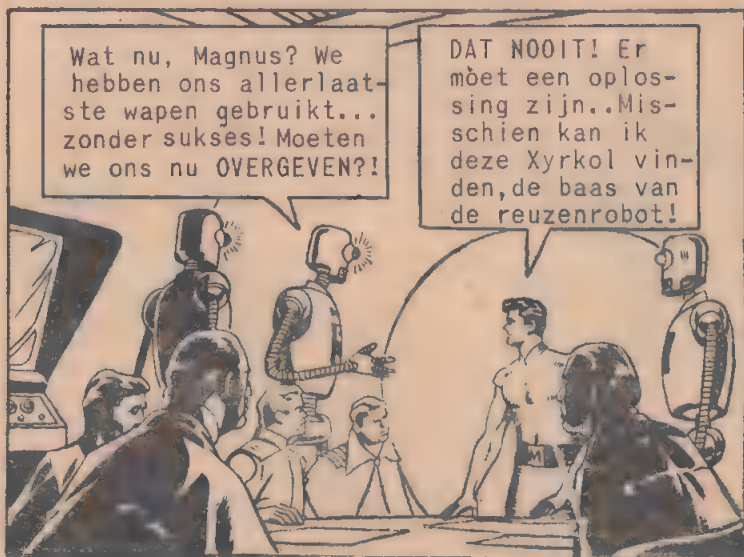 Wat nu, Magnus? We
hebben ons allerlaat-
ste wapen gebruikt...
zonder sukses! Moeten
we ons nu OVERGEVEN?!
DAT NOOIT! Er
mòet een oplos-
sing zijn..Mis-
schien kan ik
deze Xyrkol vin-
den,de baas van
de reuzenrobot!
M